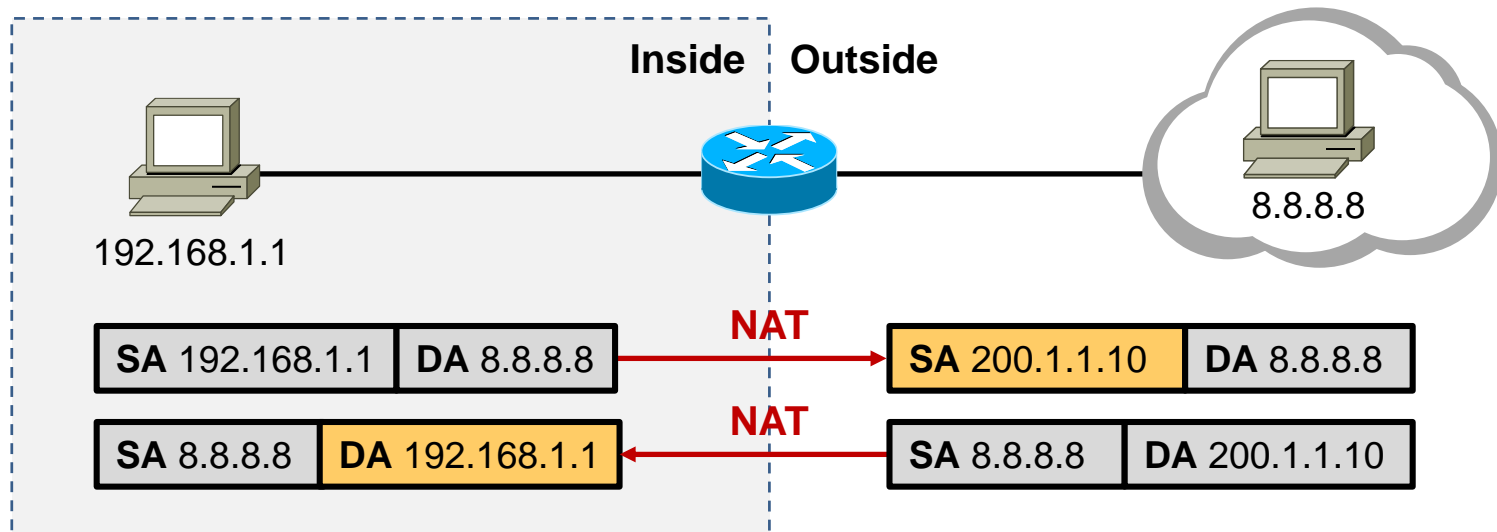 Inside Outside
8.8.8.8
192.168.1.1
NAT
SA 192.168.1.1 DA 8.8.8.8 SA 200.1.1.10 DA 8.8.8.8
NAT
SA 8.8.8.8 DA 192.168.1.1 SA 8.8.8.8 DA 200.1.1.10